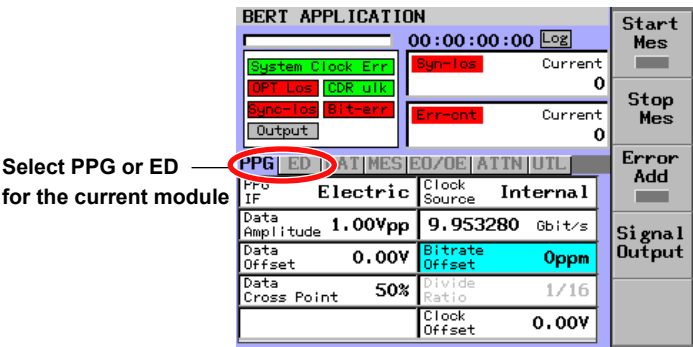 BERT APPLICATION
00:00:00:00 Log
System Clock Err
OPT Los CDR ulk
Sync-los Bit-err
Output
Syn-los Current
0
Err-cnt Current
0
Start
Mes
Stop
Mes
Error
Add
Signal
Output
Select PPG or ED
for the current module
PPG ED PAT MES EO/OE ATTN UTL
PPG
IF Electric
Clock
Source Internal
Data
Amplitude 1.00Vpp
9.953280 Gbit/s
Data
Offset 0.00V
Bitrate
Offset 0ppm
Data
Cross Point 50%
Divide
Ratio 1/16
Clock
Offset 0.00V